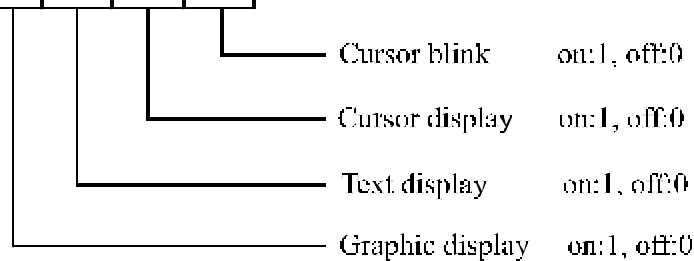 Cursor blink on:1, off:0
Cursor display on:1, off:0
Text display on:1, off:0
Graphic display on:1, off:0